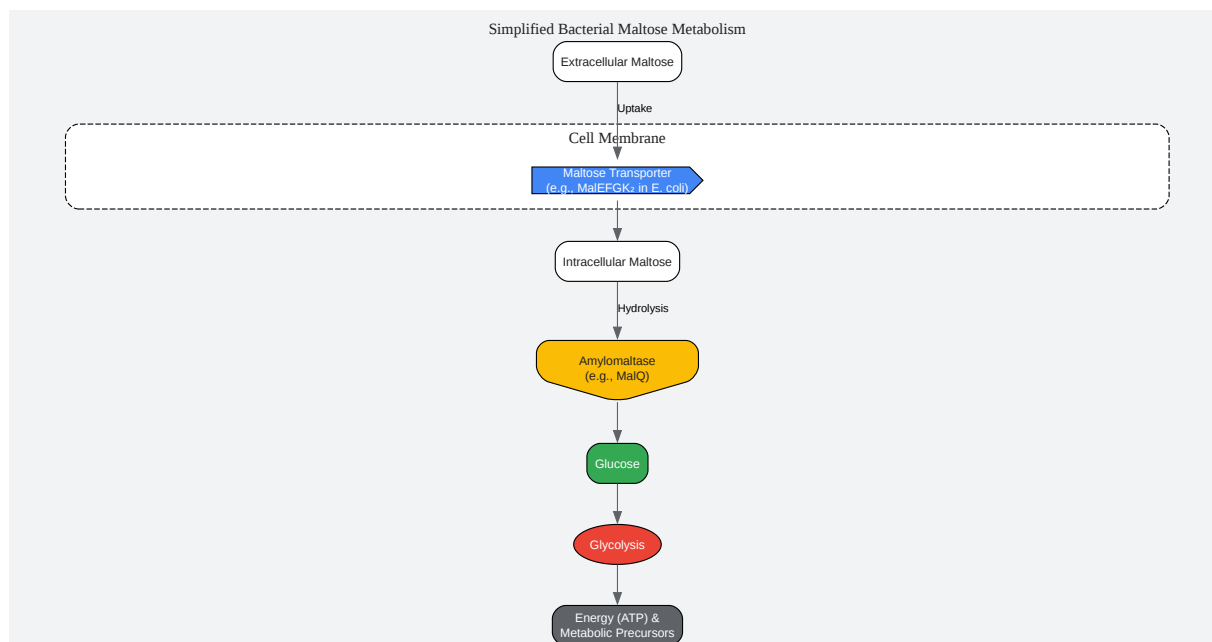 Simplified Bacterial Maltose Metabolism
Extracellular Maltose
Uptake
Cell Membrane
Maltose Transporter
(e.g., MalEFGK₂ in E. coli)
Intracellular Maltose
Hydrolysis
Amylomaltase
(e.g., MalQ)
Glucose
Glycolysis
Energy (ATP) &
Metabolic Precursors